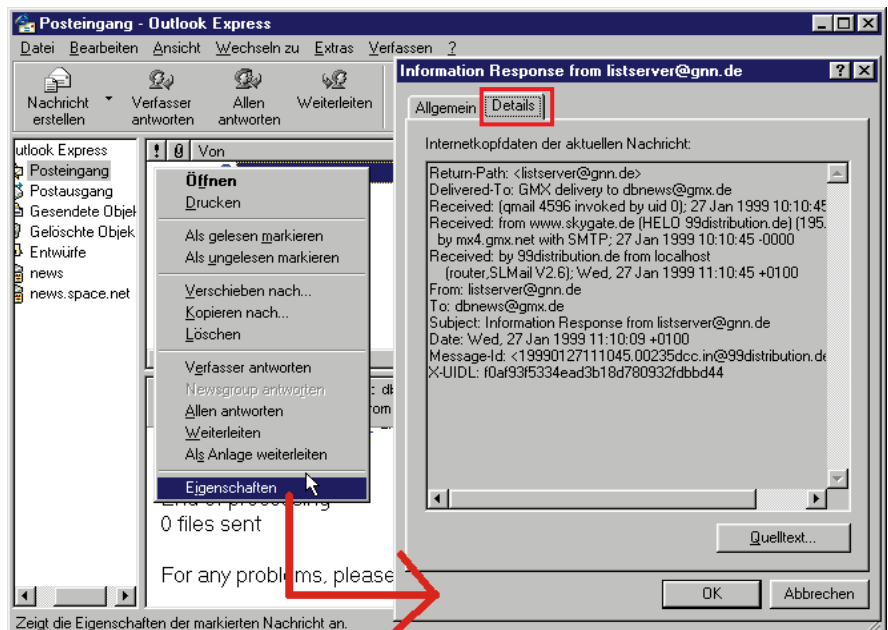 Posteingang - Outlook Express
Datei Bearbeiten Ansicht Wechseln zu Extras Verfassen ?
Nachricht erstellen
Verfasser antworten
Allen antworten
Weiterleiten
utlook Express
Posteingang
Postausgang
Gesendete Objek
Gelöschte Objek
Entwürfe
news
news.space.net
! Von
Öffnen
Drucken
Als gelesen markieren
Als ungelesen markieren
Verschieben nach...
Kopieren nach...
Löschen
Verfasser antworten
Newsgroup antworten
Allen antworten
Weiterleiten
Als Anlage weiterleiten
Eigenschaften
End of processing
0 files sent
For any problems, please
Zeigt die Eigenschaften der markierten Nachricht an.
Information Response from listserver@gnn.de
Allgemein Details
Internetkopfdaten der aktuellen Nachricht:
Return-Path: <listserver@gnn.de>
Delivered-To: GMX delivery to dbnews@gmx.de
Received: (qmail 4596 invoked by uid 0); 27 Jan 1999 10:10:45
Received: from www.skygate.de (HELO 99distribution.de) (195.
by mx4.gmx.net with SMTP; 27 Jan 1999 10:10:45 -0000
Received: by 99distribution.de from localhost
(router,SLMail V2.6); Wed, 27 Jan 1999 11:10:45 +0100
From: listserver@gnn.de
To: dbnews@gmx.de
Subject: Information Response from listserver@gnn.de
Date: Wed, 27 Jan 1999 11:10:09 +0100
Message-Id: <19990127111045.00235dcc.in@99distribution.de
X-UIDL: f0af93f5334ead3b18d780932fdbbd44
Quelltext...
OK Abbrechen